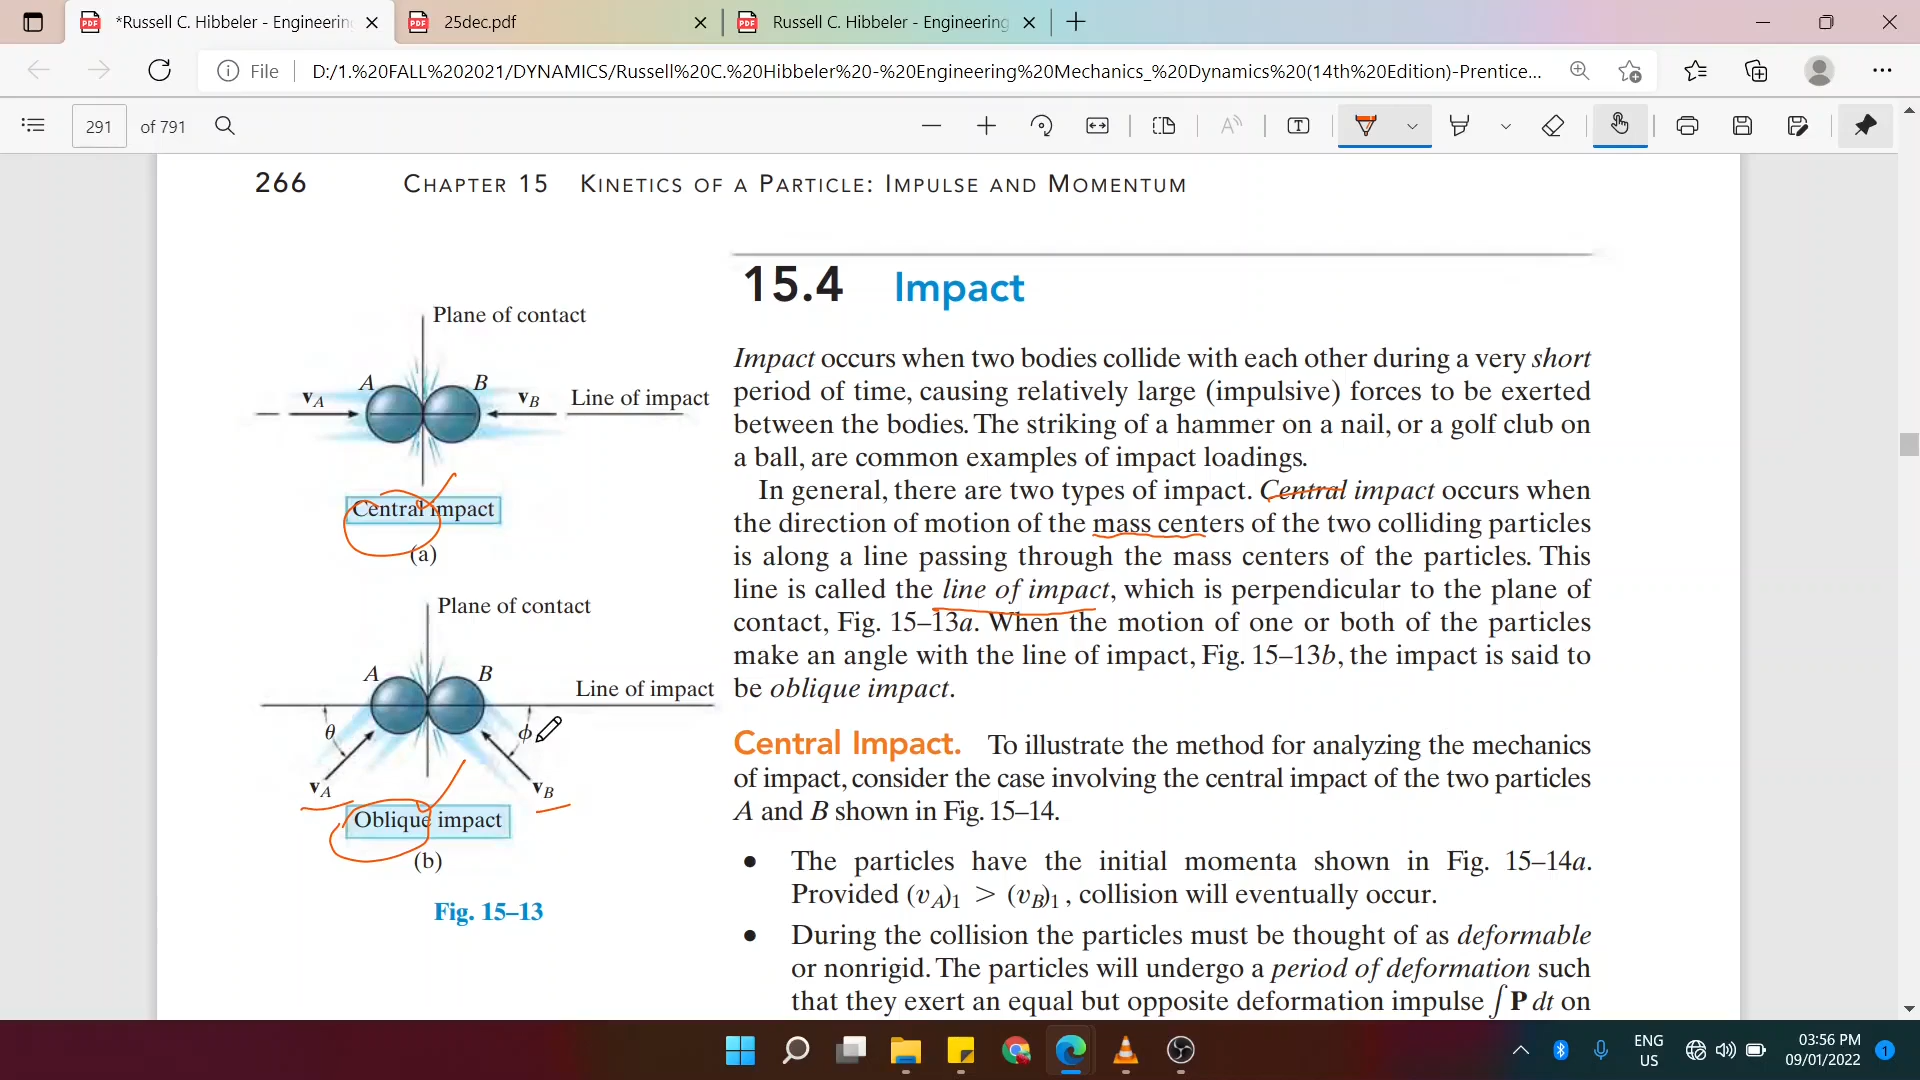 *Russell C. Hibbeler - Engineerin
25dec.pdf
Russell C. Hibbeler - Engineering
File
D:/1.%20FALL%202021/DYNAMICS/Russell%20C.%20Hibbeler%20-%20Engineering%20Mechanics_%20Dynamics%20(14th%20Edition)-Prentice...
291 of 791
266 CHAPTER 15 KINETICS OF A PARTICLE: IMPULSE AND MOMENTUM
Plane of contact
A B
vA vB Line of impact
Central impact
(a)
Plane of contact
A B
Line of impact
θ ϕ
vA vB
Oblique impact
(b)
Fig. 15–13
15.4 Impact
Impact occurs when two bodies collide with each other during a very short
period of time, causing relatively large (impulsive) forces to be exerted
between the bodies. The striking of a hammer on a nail, or a golf club on
a ball, are common examples of impact loadings.
In general, there are two types of impact. Central impact occurs when
the direction of motion of the mass centers of the two colliding particles
is along a line passing through the mass centers of the particles. This
line is called the line of impact, which is perpendicular to the plane of
contact, Fig. 15–13a. When the motion of one or both of the particles
make an angle with the line of impact, Fig. 15–13b, the impact is said to
be oblique impact.
Central Impact. To illustrate the method for analyzing the mechanics
of impact, consider the case involving the central impact of the two particles
A and B shown in Fig. 15–14.
• The particles have the initial momenta shown in Fig. 15–14a.
Provided (vA)1 > (vB)1, collision will eventually occur.
• During the collision the particles must be thought of as deformable
or nonrigid. The particles will undergo a period of deformation such
that they exert an equal but opposite deformation impulse ∫ P dt on
ENG
US
03:56 PM
09/01/2022
1